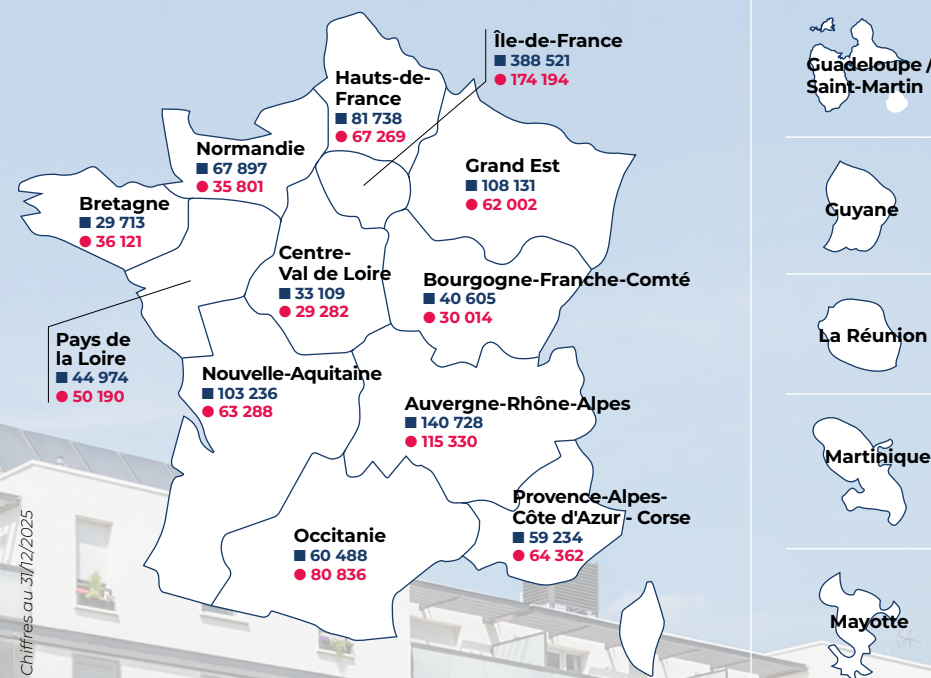 Île-de-France
■ 388 521
● 174 194
Hauts-de-
France
■ 81 738
● 67 269
Normandie
■ 67 897
● 35 801
Grand Est
■ 108 131
● 62 002
Bretagne
■ 29 713
● 36 121
Centre-
Val de Loire
■ 33 109
● 29 282
Bourgogne-Franche-Comté
■ 40 605
● 30 014
Pays de
la Loire
■ 44 974
● 50 190
Nouvelle-Aquitaine
■ 103 236
● 63 288
Auvergne-Rhône-Alpes
■ 140 728
● 115 330
Provence-Alpes-
Côte d'Azur - Corse
■ 59 234
● 64 362
Occitanie
■ 60 488
● 80 836
Chiffres au 31/12/2025
Guadeloupe /
Saint-Martin
Guyane
La Réunion
Martinique
Mayotte